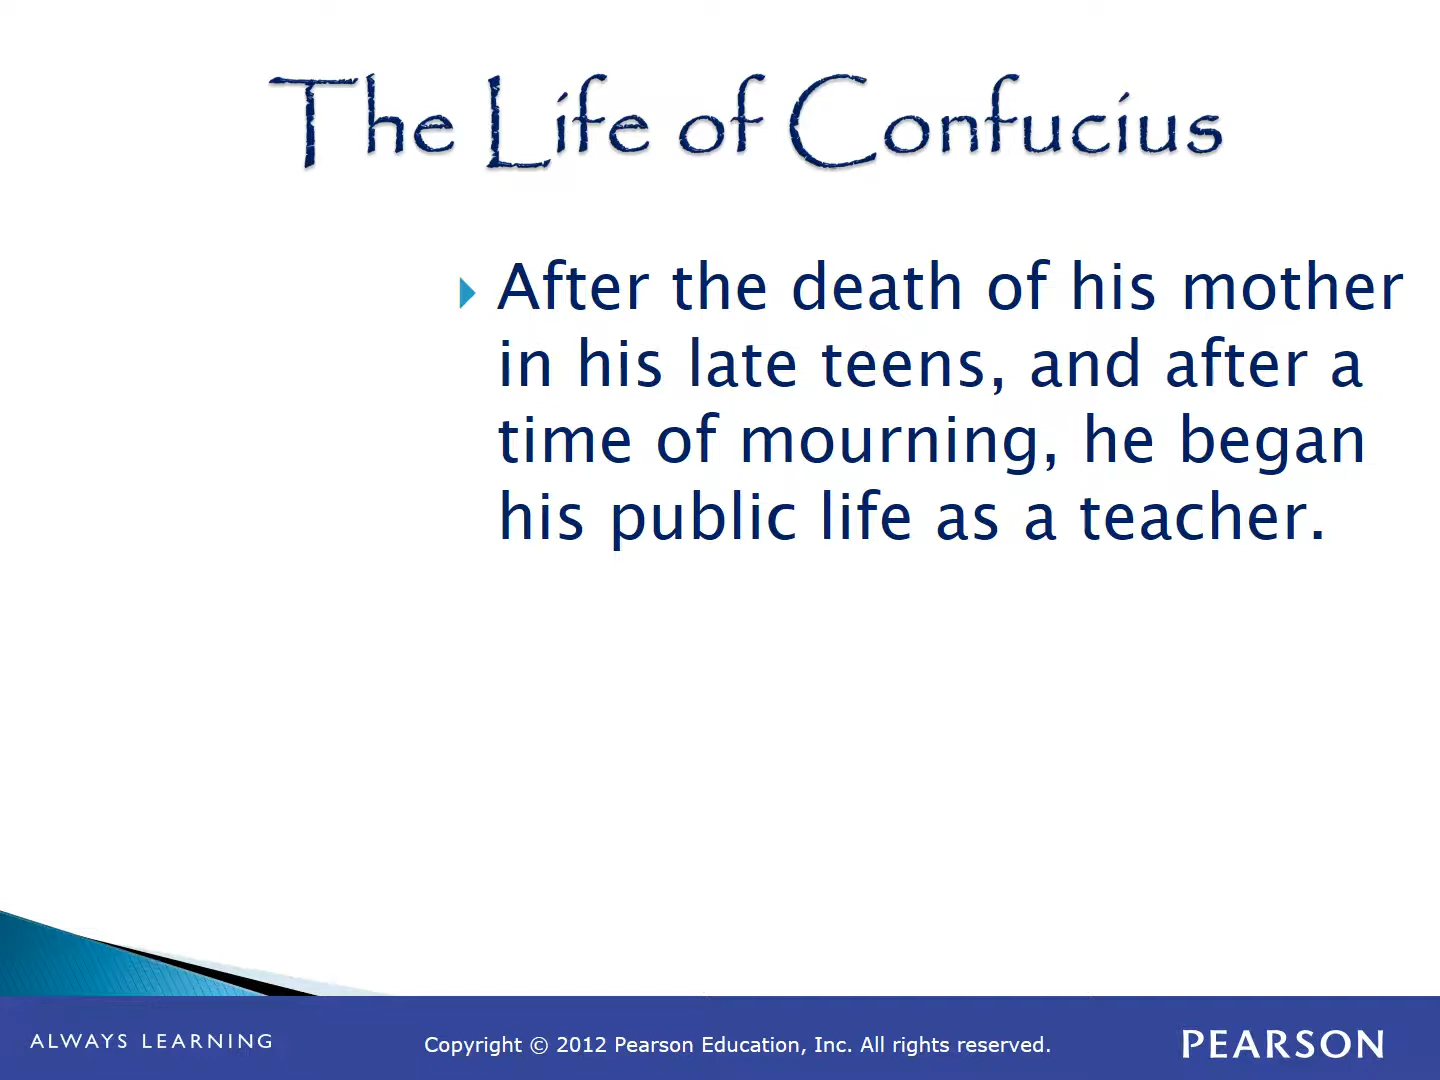 The Life of Confucius
After the death of his mother
in his late teens, and after a
time of mourning, he began
his public life as a teacher.
ALWAYS LEARNING
Copyright © 2012 Pearson Education, Inc. All rights reserved.
PEARSON